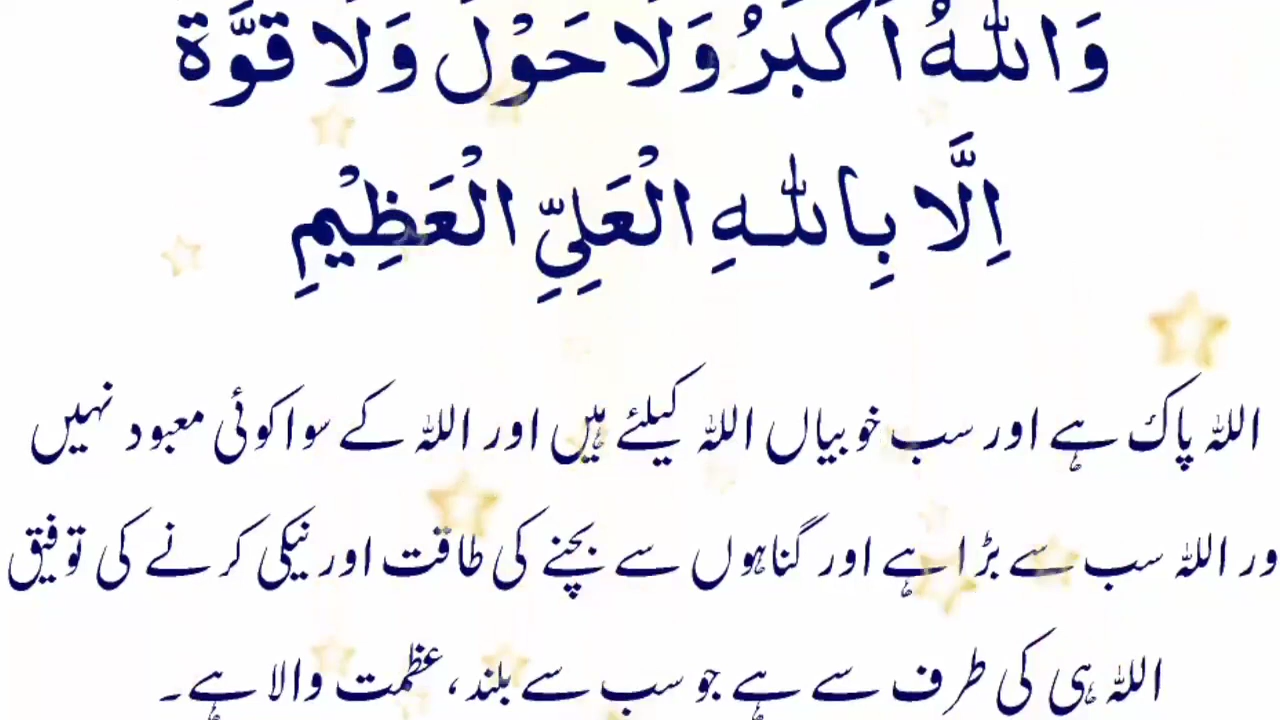 وَاللّٰهُ اَكْبَرُ وَلَا حَوْلَ وَلَا قُوَّةَ
اِلَّا بِاللّٰهِ الْعَلِيِّ الْعَظِيْمِ
اللہ پاک ہے اور سب خوبیاں اللہ کیلئے ہیں اور اللہ کے سوا کوئی معبود نہیں
ور اللہ سب سے بڑا ہے اور گناہوں سے بچنے کی طاقت اور نیکی کرنے کی توفیق
اللہ ہی کی طرف سے ہے جو سب سے بلند، عظمت والا ہے۔